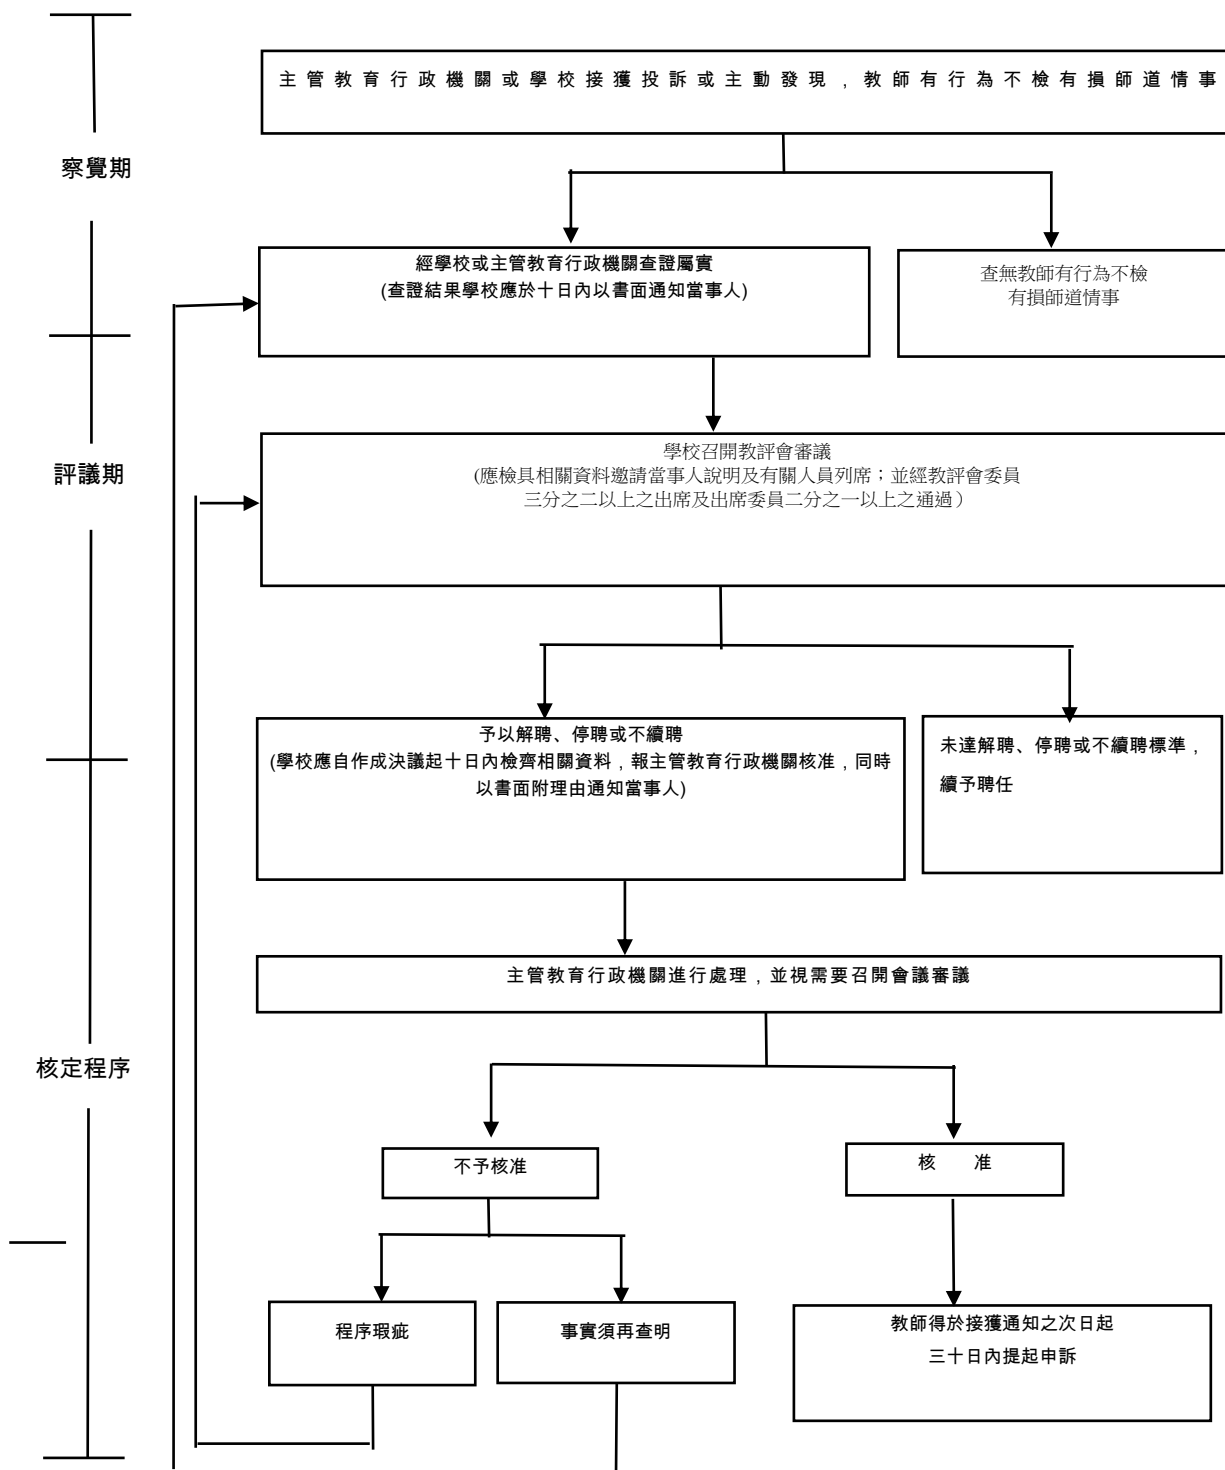 主管教育行政機關或學校接獲投訴或主動發現，教師有行為不檢有損師道情事
察覺期
經學校或主管教育行政機關查證屬實
(查證結果學校應於十日內以書面通知當事人)
查無教師有行為不檢
有損師道情事
學校召開教評會審議
(應檢具相關資料邀請當事人說明及有關人員列席；並經教評會委員
三分之二以上之出席及出席委員二分之一以上之通過）
評議期
予以解聘、停聘或不續聘
(學校應自作成決議起十日內檢齊相關資料，報主管教育行政機關核准，同時
以書面附理由通知當事人)
未達解聘、停聘或不續聘標準，
續予聘任
主管教育行政機關進行處理，並視需要召開會議審議
核定程序
不予核准
核 准
程序瑕疵
事實須再查明
教師得於接獲通知之次日起
三十日內提起申訴